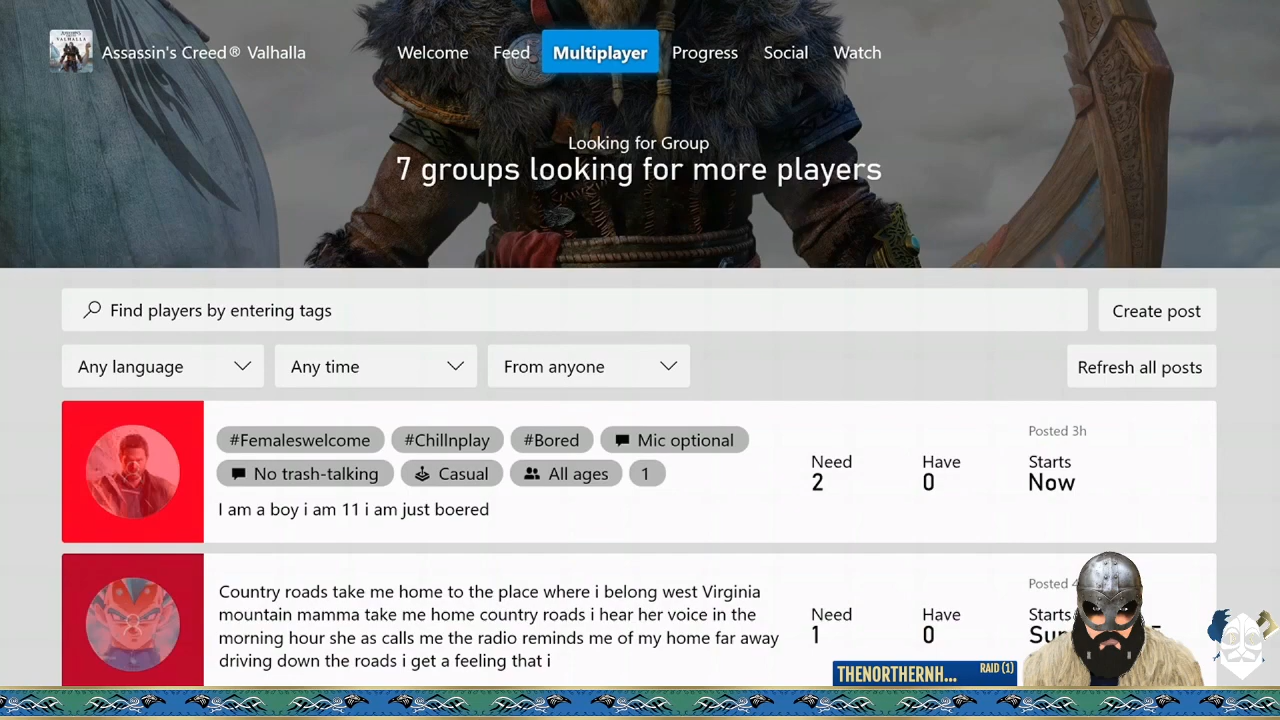 Assassin's Creed® Valhalla
Welcome
Feed
Multiplayer
Progress
Social
Watch
Looking for Group
7 groups looking for more players
Find players by entering tags
Create post
Any language
Any time
From anyone
Refresh all posts
#Femaleswelcome
#Chillnplay
#Bored
Mic optional
No trash-talking
Casual
All ages
1
I am a boy i am 11 i am just boered
Need
2
Have
0
Posted 3h
Starts
Now
Country roads take me home to the place where i belong west Virginia
mountain mamma take me home country roads i hear her voice in the
morning hour she as calls me the radio reminds me of my home far away
driving down the roads i get a feeling that i
Need
1
Have
0
Posted
Starts
THENORTHERNH...
RAID (1)